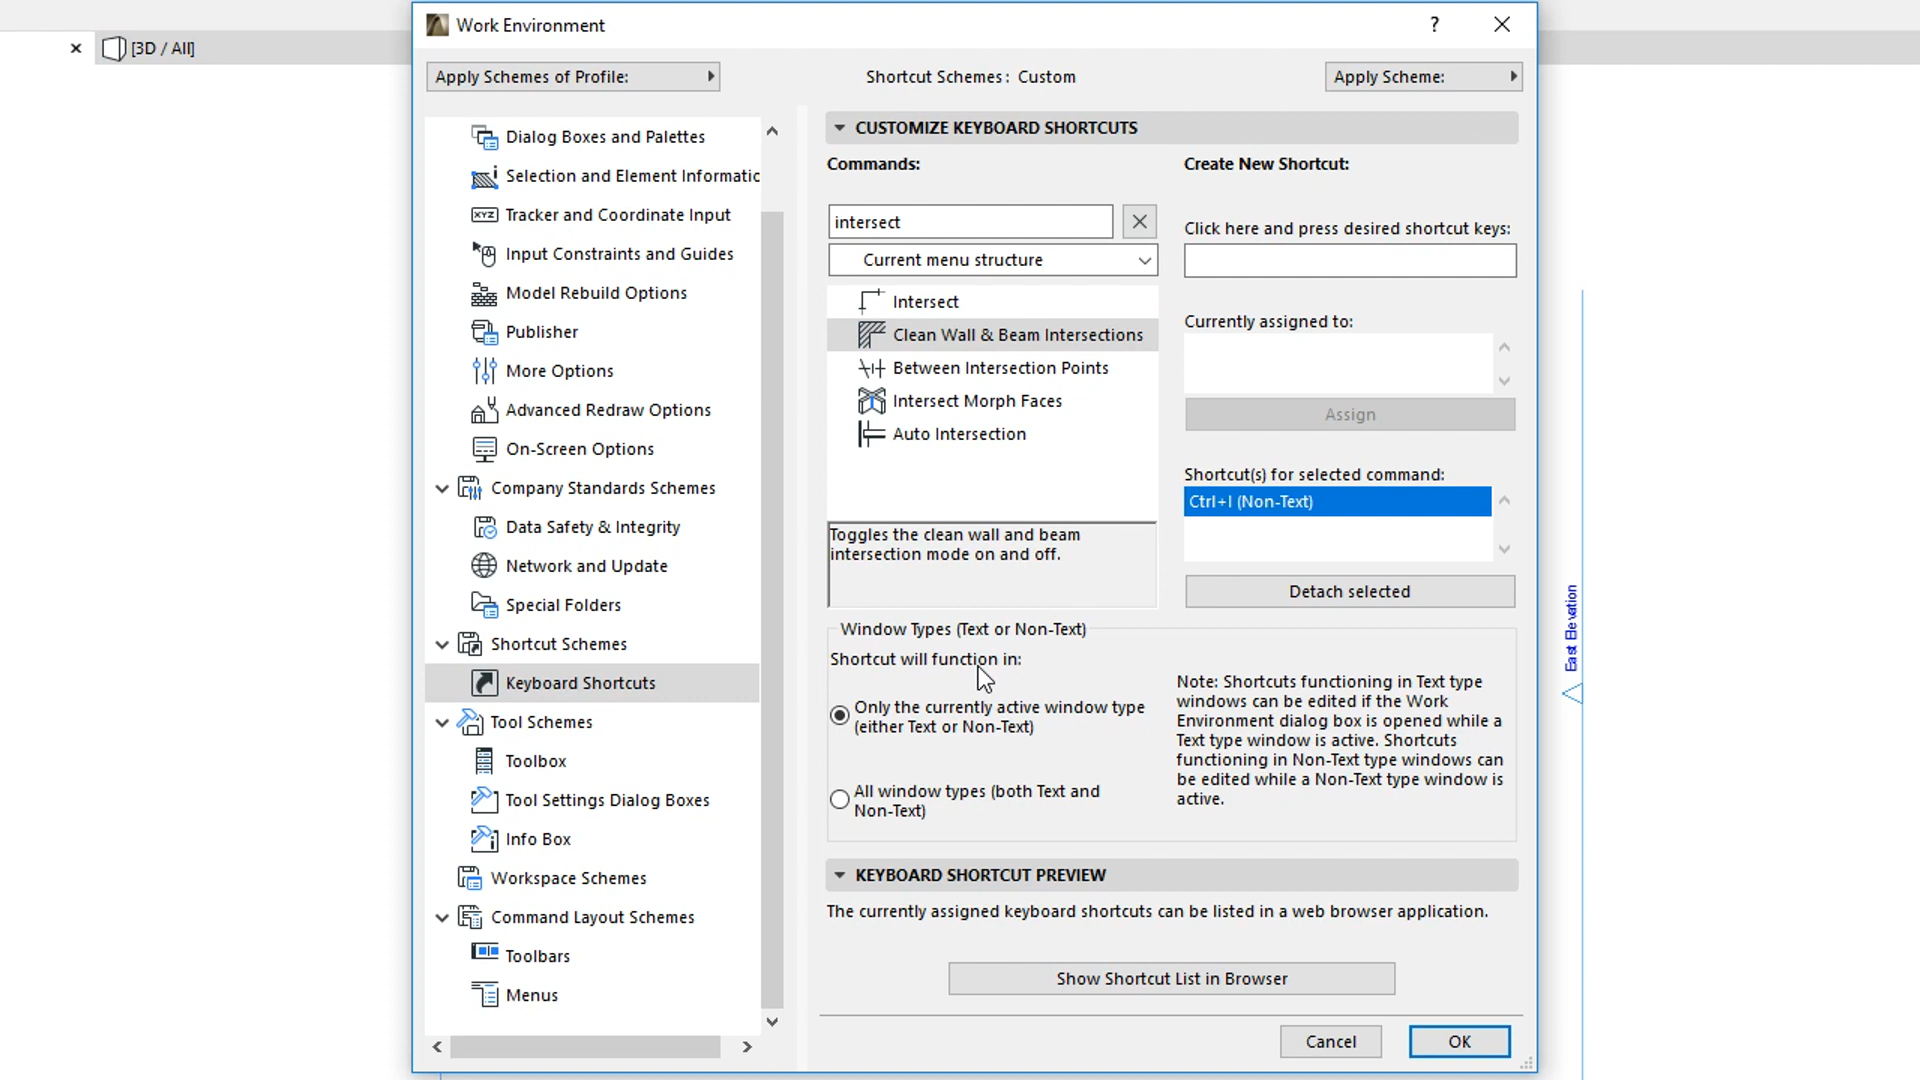 Work Environment
?
[3D / All]
Apply Schemes of Profile:
Shortcut Schemes: Custom
Apply Scheme:
Dialog Boxes and Palettes
Selection and Element Informatic
XYZ
Tracker and Coordinate Input
Input Constraints and Guides
Model Rebuild Options
Publisher
More Options
Advanced Redraw Options
On-Screen Options
Company Standards Schemes
Data Safety & Integrity
Network and Update
Special Folders
Shortcut Schemes
Keyboard Shortcuts
Tool Schemes
Toolbox
Tool Settings Dialog Boxes
Info Box
Workspace Schemes
Command Layout Schemes
Toolbars
Menus
CUSTOMIZE KEYBOARD SHORTCUTS
Commands:
intersect
Current menu structure
Intersect
Clean Wall & Beam Intersections
Between Intersection Points
Intersect Morph Faces
Auto Intersection
Toggles the clean wall and beam
intersection mode on and off.
Create New Shortcut:
Click here and press desired shortcut keys:
Currently assigned to:
Assign
Shortcut(s) for selected command:
Ctrl+I (Non-Text)
Detach selected
Window Types (Text or Non-Text)
Shortcut will function in:
Only the currently active window type
(either Text or Non-Text)
All window types (both Text and
Non-Text)
Note: Shortcuts functioning in Text type
windows can be edited if the Work
Environment dialog box is opened while a
Text type window is active. Shortcuts
functioning in Non-Text type windows can
be edited while a Non-Text type window is
active.
KEYBOARD SHORTCUT PREVIEW
The currently assigned keyboard shortcuts can be listed in a web browser application.
Show Shortcut List in Browser
Cancel
OK
East Elevation